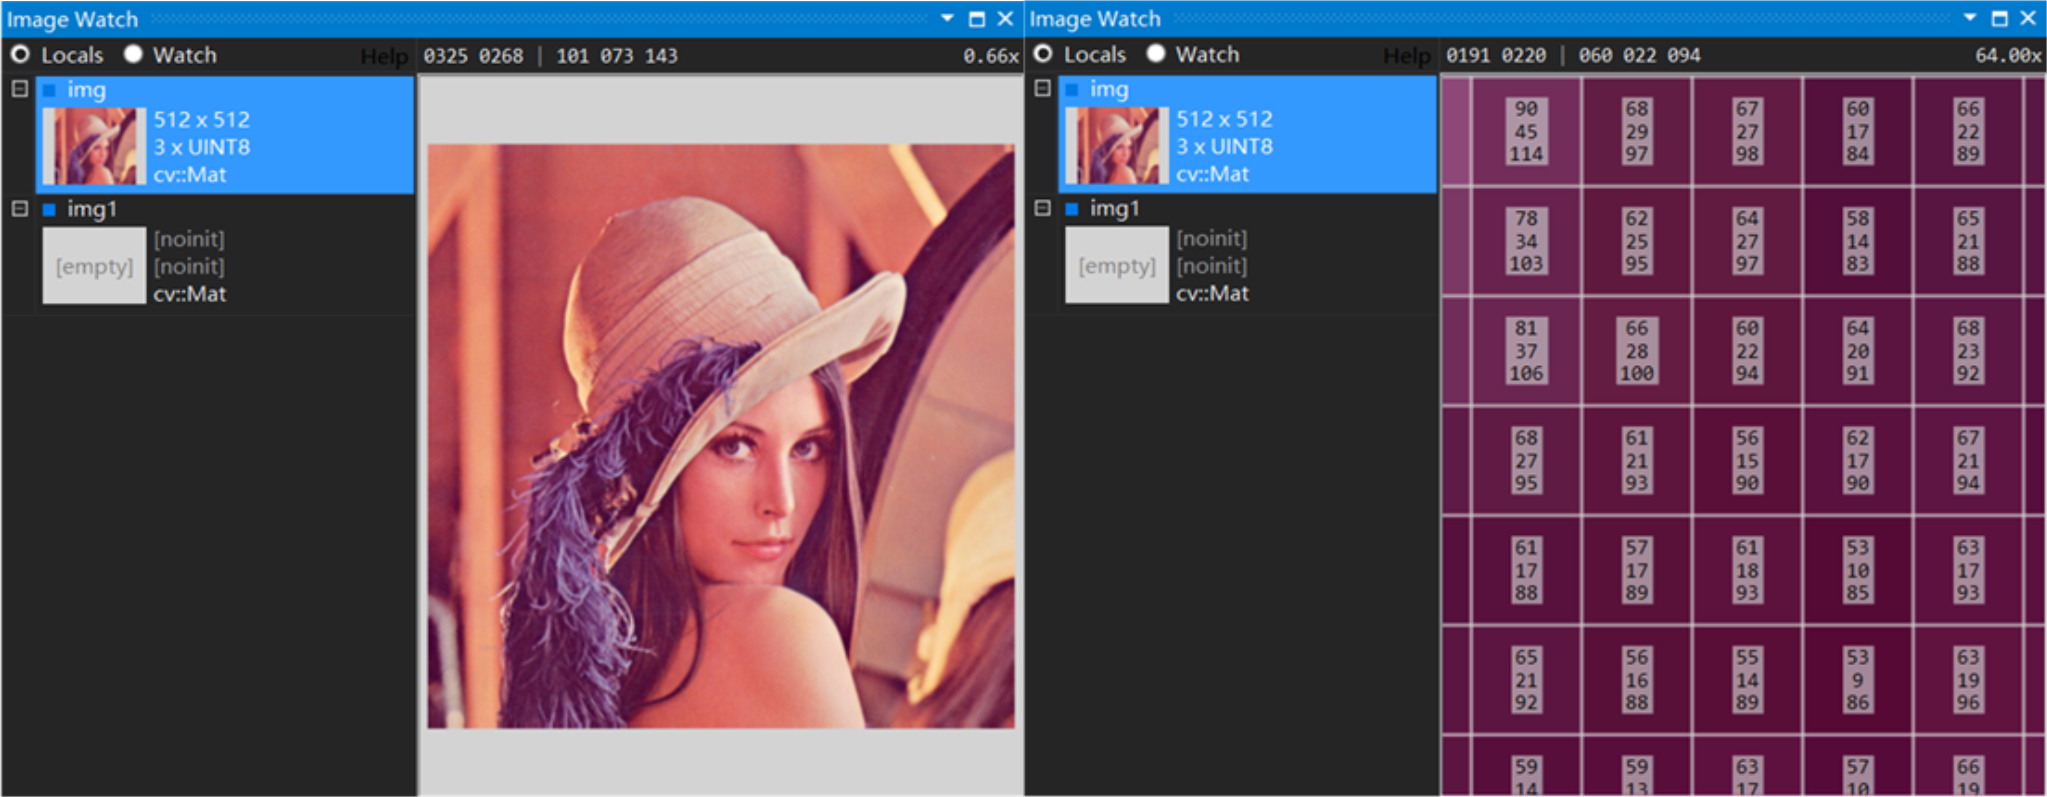 Image Watch
Locals Watch Help 0325 0268 | 101 073 143 0.66x
img
512 x 512
3 x UINT8
cv::Mat
img1
[empty]
[noinit]
[noinit]
cv::Mat
Image Watch
Locals Watch Help 0191 0220 | 060 022 094 64.00x
img
512 x 512
3 x UINT8
cv::Mat
img1
[empty]
[noinit]
[noinit]
cv::Mat
90 68 67 60 66
45 29 27 17 22
114 97 98 84 89
78 62 64 58 65
34 25 27 14 21
103 95 97 83 88
81 66 60 64 68
37 28 22 20 23
106 100 94 91 92
68 61 56 62 67
27 21 15 17 21
95 93 90 90 94
61 57 61 53 63
17 17 18 10 17
88 89 93 85 93
65 56 55 53 63
21 16 14 9 19
92 88 89 86 96
59 59 63 57 66
14 13 17 10 19